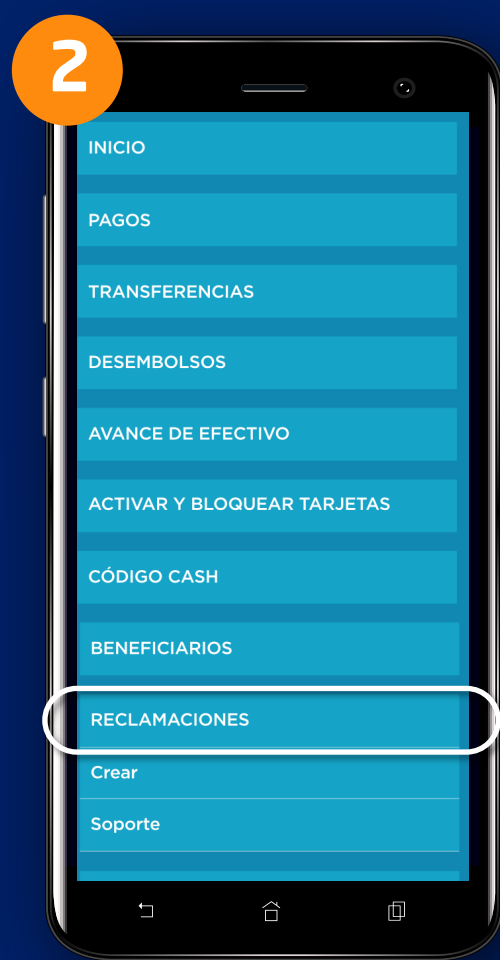 2
INICIO
PAGOS
TRANSFERENCIAS
DESEMBOLSOS
AVANCE DE EFECTIVO
ACTIVAR Y BLOQUEAR TARJETAS
CÓDIGO CASH
BENEFICIARIOS
RECLAMACIONES
Crear
Soporte